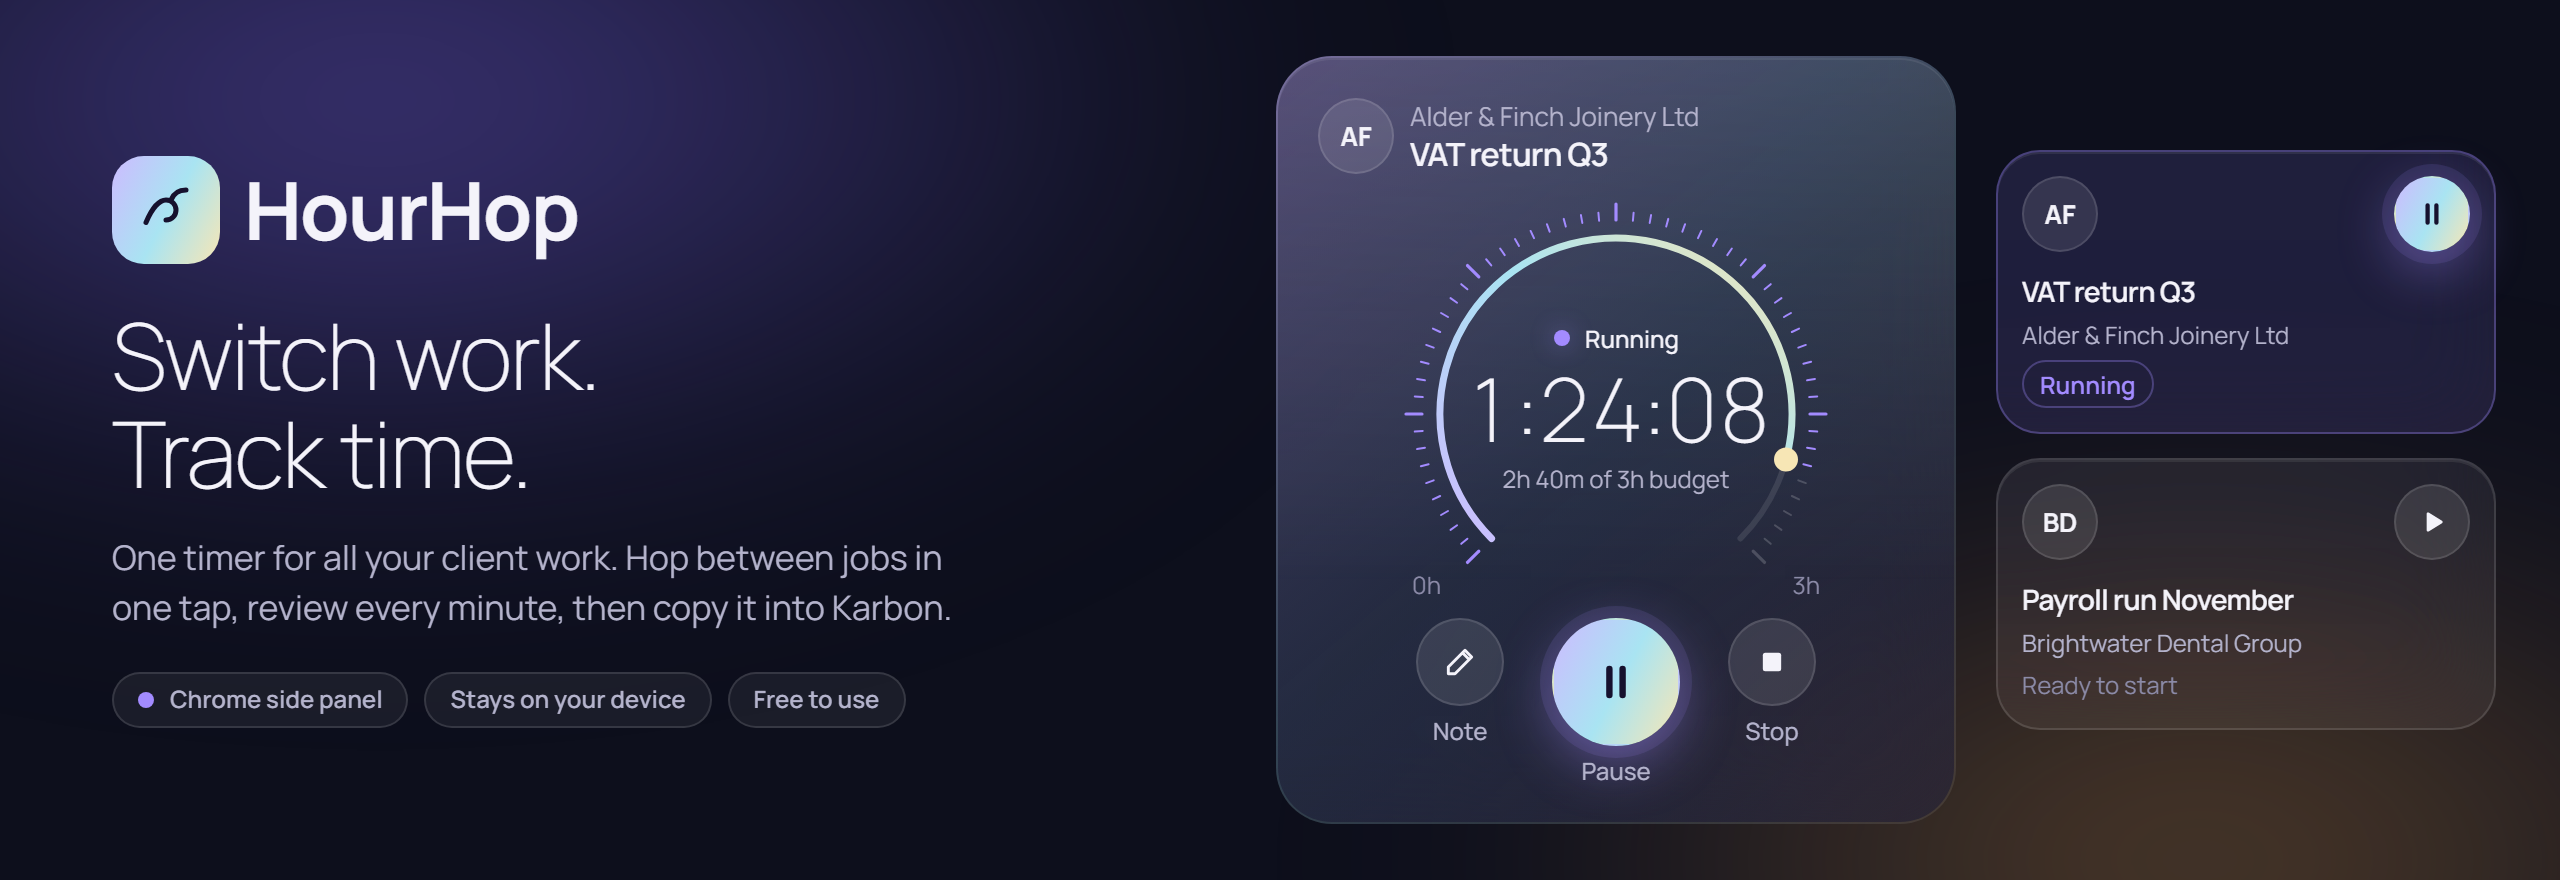 HourHop
Switch work.
Track time.
One timer for all your client work. Hop between jobs in
one tap, review every minute, then copy it into Karbon.
Chrome side panel
Stays on your device
Free to use
AF
Alder & Finch Joinery Ltd
VAT return Q3
Running
1:24:08
2h 40m of 3h budget
0h
3h
Note
Pause
Stop
AF
VAT return Q3
Alder & Finch Joinery Ltd
Running
BD
Payroll run November
Brightwater Dental Group
Ready to start